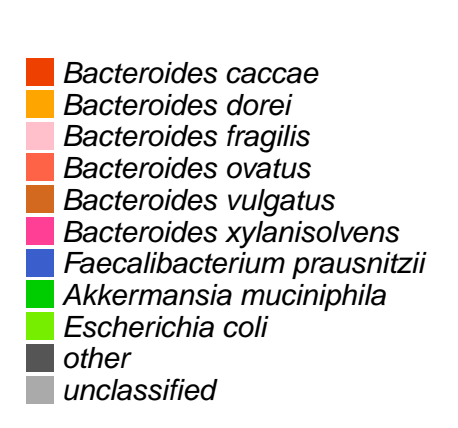 Bacteroides caccae
Bacteroides dorei
Bacteroides fragilis
Bacteroides ovatus
Bacteroides vulgatus
Bacteroides xylanisolvens
Faecalibacterium prausnitzii
Akkermansia muciniphila
Escherichia coli
other
unclassified